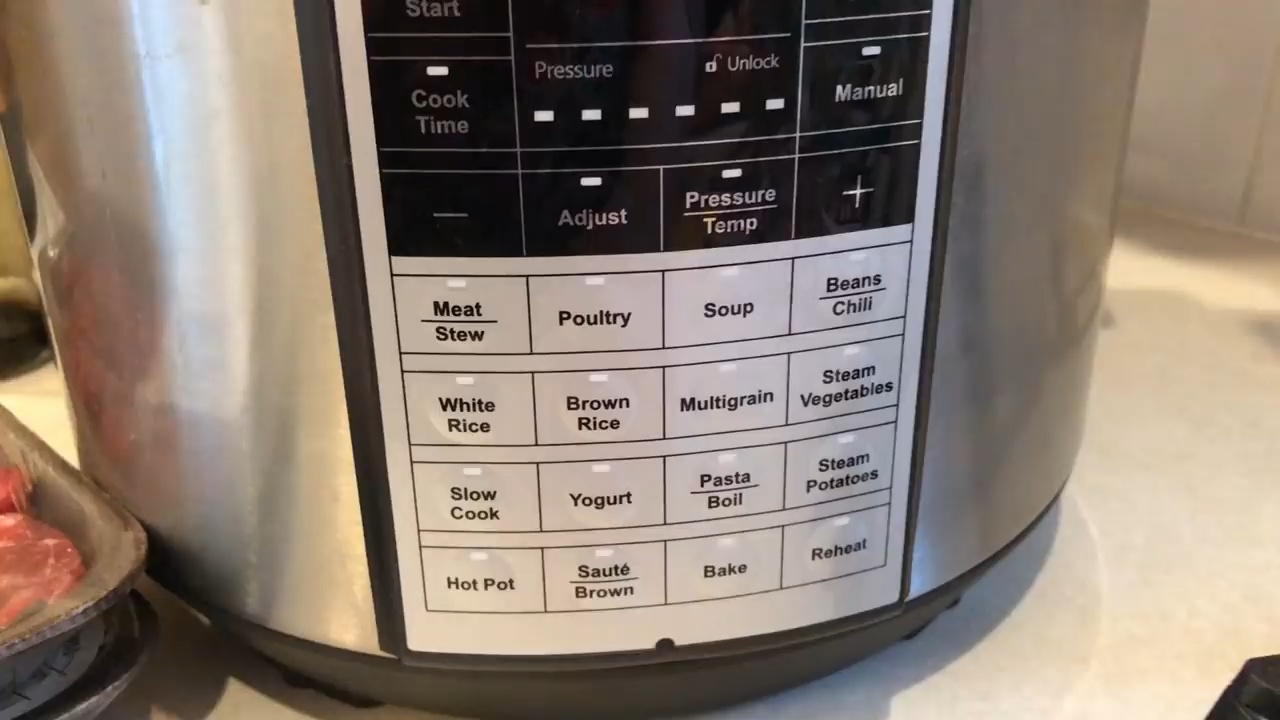 Start
Pressure
Unlock
Cook
Time
Manual
—
Adjust
Pressure
Temp
+
Meat
Stew
Poultry
Soup
Beans
Chili
White
Rice
Brown
Rice
Multigrain
Steam
Vegetables
Slow
Cook
Yogurt
Pasta
Boil
Steam
Potatoes
Hot Pot
Sauté
Brown
Bake
Reheat